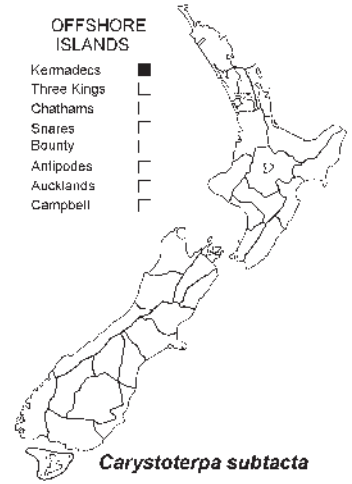 OFFSHORE
ISLANDS
Kermadecs
Three Kings
Chathams
Snares
Bounty
Antipodes
Aucklands
Campbell
Carystoterpa subtacta